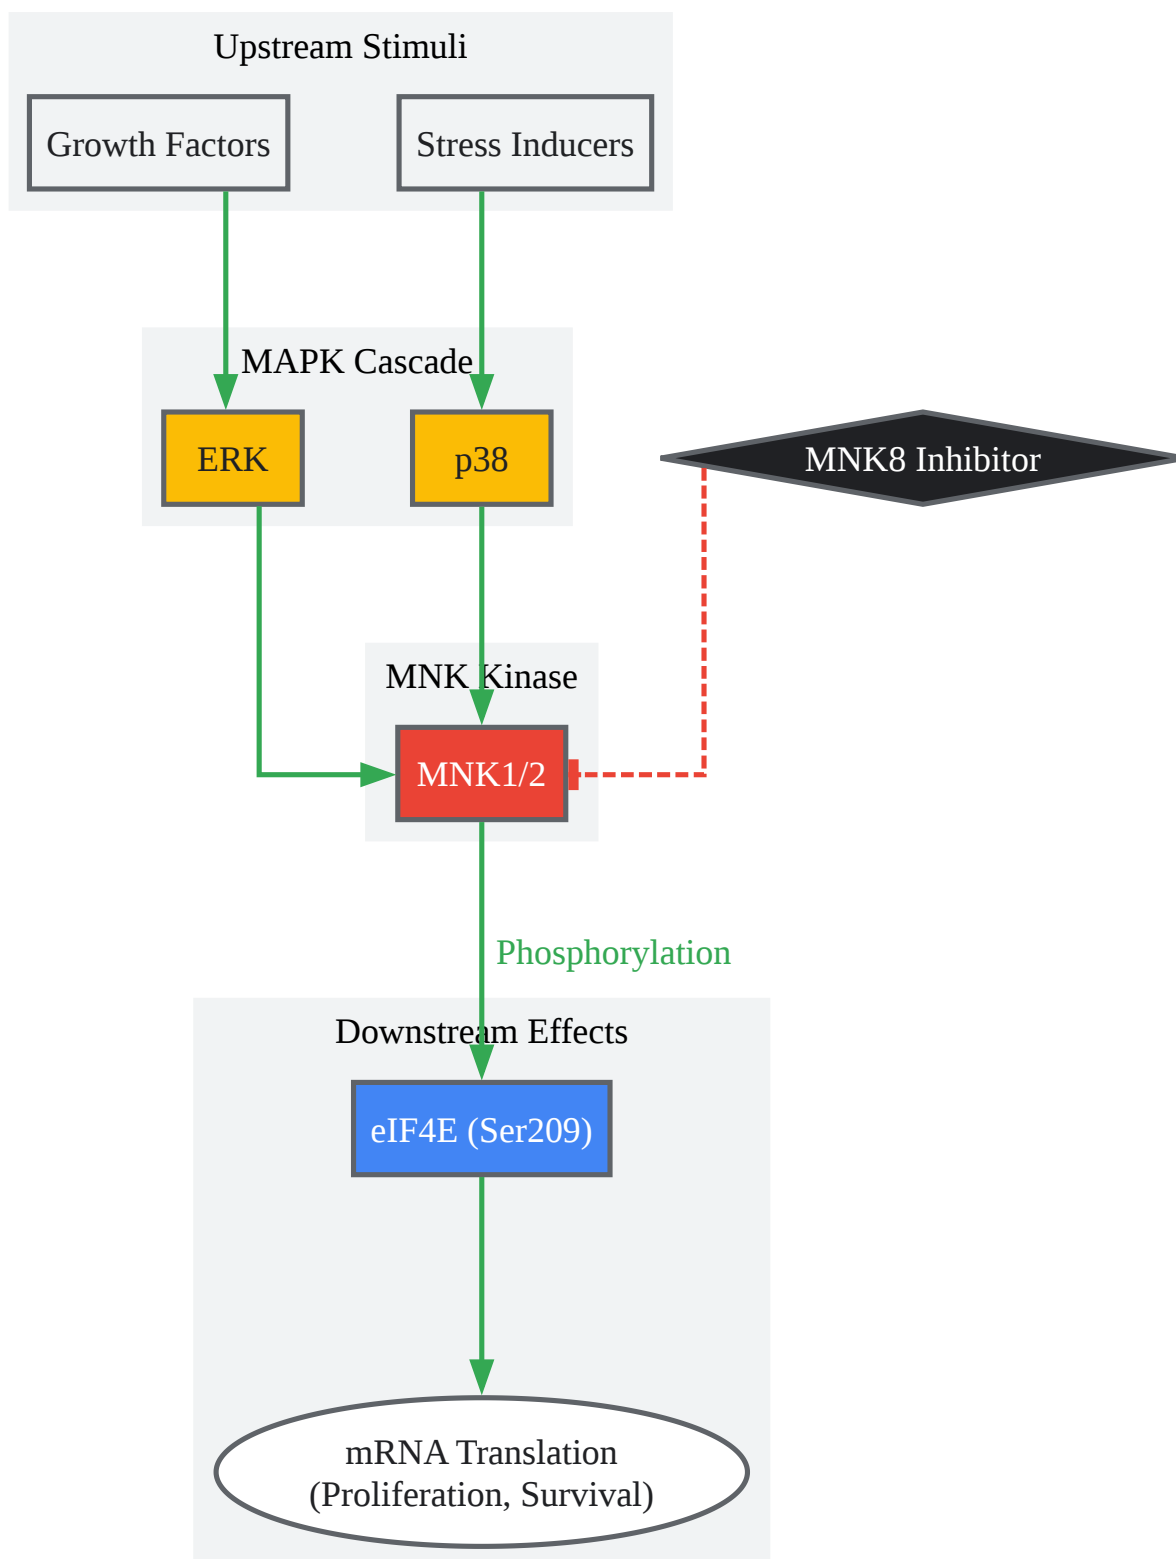 Upstream Stimuli
Growth Factors
Stress Inducers
MAPK Cascade
ERK
p38
MNK8 Inhibitor
MNK Kinase
MNK1/2
Phosphorylation
Downstream Effects
eIF4E (Ser209)
mRNA Translation
(Proliferation, Survival)